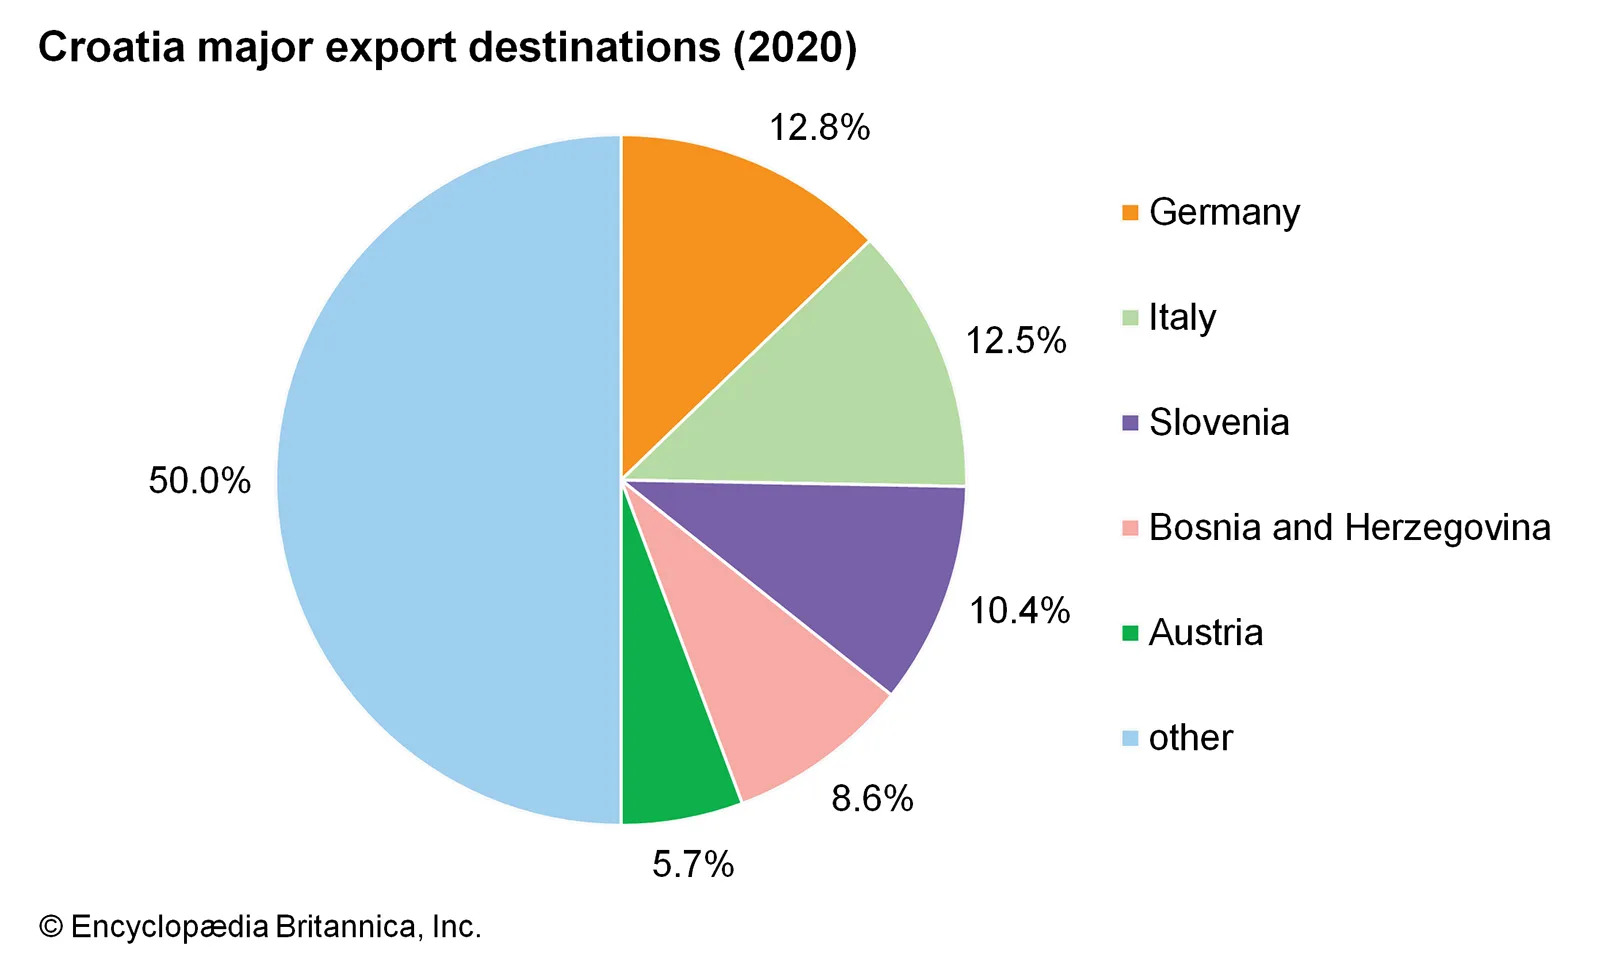 Croatia major export destinations (2020)
12.8%
12.5%
10.4%
8.6%
5.7%
50.0%
Germany
Italy
Slovenia
Bosnia and Herzegovina
Austria
other
© Encyclopædia Britannica, Inc.